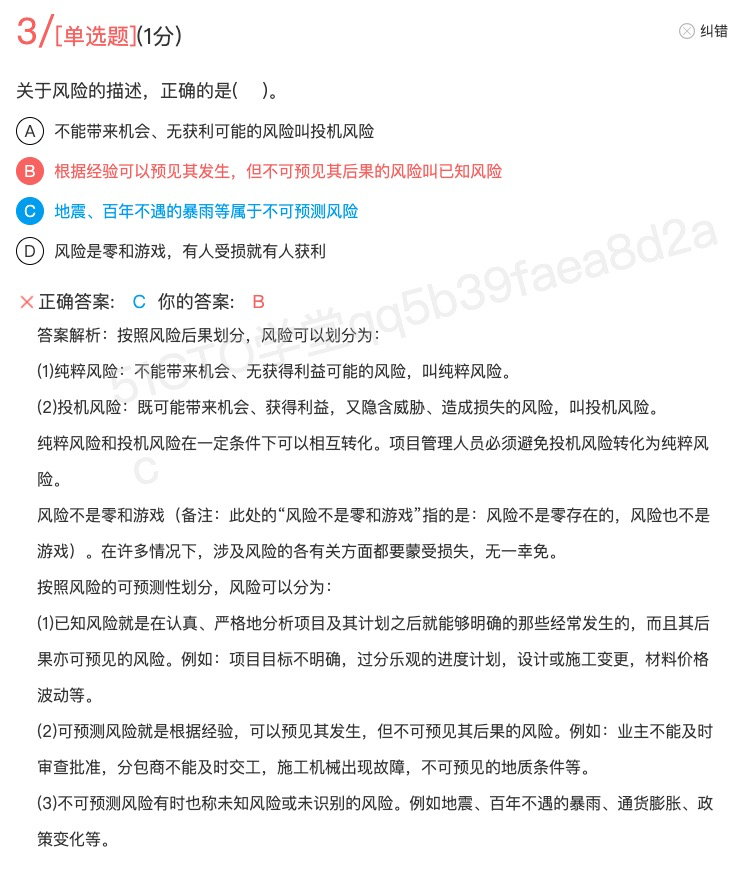 3/[单选题](1分)
纠错
关于风险的描述，正确的是(　)。
A 不能带来机会、无获利可能的风险叫投机风险
B 根据经验可以预见其发生，但不可预见其后果的风险叫已知风险
C 地震、百年不遇的暴雨等属于不可预测风险
D 风险是零和游戏，有人受损就有人获利
正确答案: C 你的答案: B
答案解析：按照风险后果划分，风险可以划分为：
(1)纯粹风险：不能带来机会、无获得利益可能的风险，叫纯粹风险。
(2)投机风险：既可能带来机会、获得利益，又隐含威胁、造成损失的风险，叫投机风险。
纯粹风险和投机风险在一定条件下可以相互转化。项目管理人员必须避免投机风险转化为纯粹风
险。
风险不是零和游戏（备注：此处的“风险不是零和游戏”指的是：风险不是零存在的，风险也不是
游戏）。在许多情况下，涉及风险的各有关方面都要蒙受损失，无一幸免。
按照风险的可预测性划分，风险可以分为：
(1)已知风险就是在认真、严格地分析项目及其计划之后就能够明确的那些经常发生的，而且其后
果亦可预见的风险。例如：项目目标不明确，过分乐观的进度计划，设计或施工变更，材料价格
波动等。
(2)可预测风险就是根据经验，可以预见其发生，但不可预见其后果的风险。例如：业主不能及时
审查批准，分包商不能及时交工，施工机械出现故障，不可预见的地质条件等。
(3)不可预测风险有时也称未知风险或未识别的风险。例如地震、百年不遇的暴雨、通货膨胀、政
策变化等。
51CTO学堂qq5b39faea8d2a
c